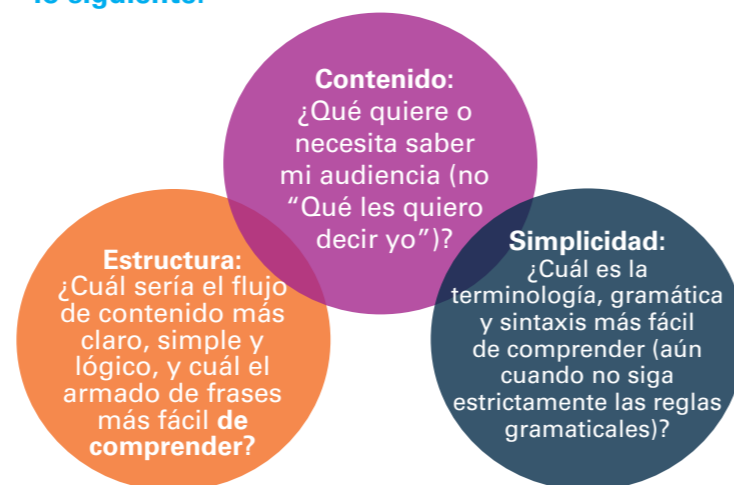 lo siguiente:
Contenido:
¿Qué quiere o
necesita saber
mi audiencia (no
“Qué les quiero
decir yo”)?
Estructura:
¿Cuál sería el flujo
de contenido más
claro, simple y
lógico, y cuál el
armado de frases
más fácil de
comprender?
Simplicidad:
¿Cuál es la
terminología, gramática
y sintaxis más fácil
de comprender (aún
cuando no siga
estrictamente las reglas
gramaticales)?